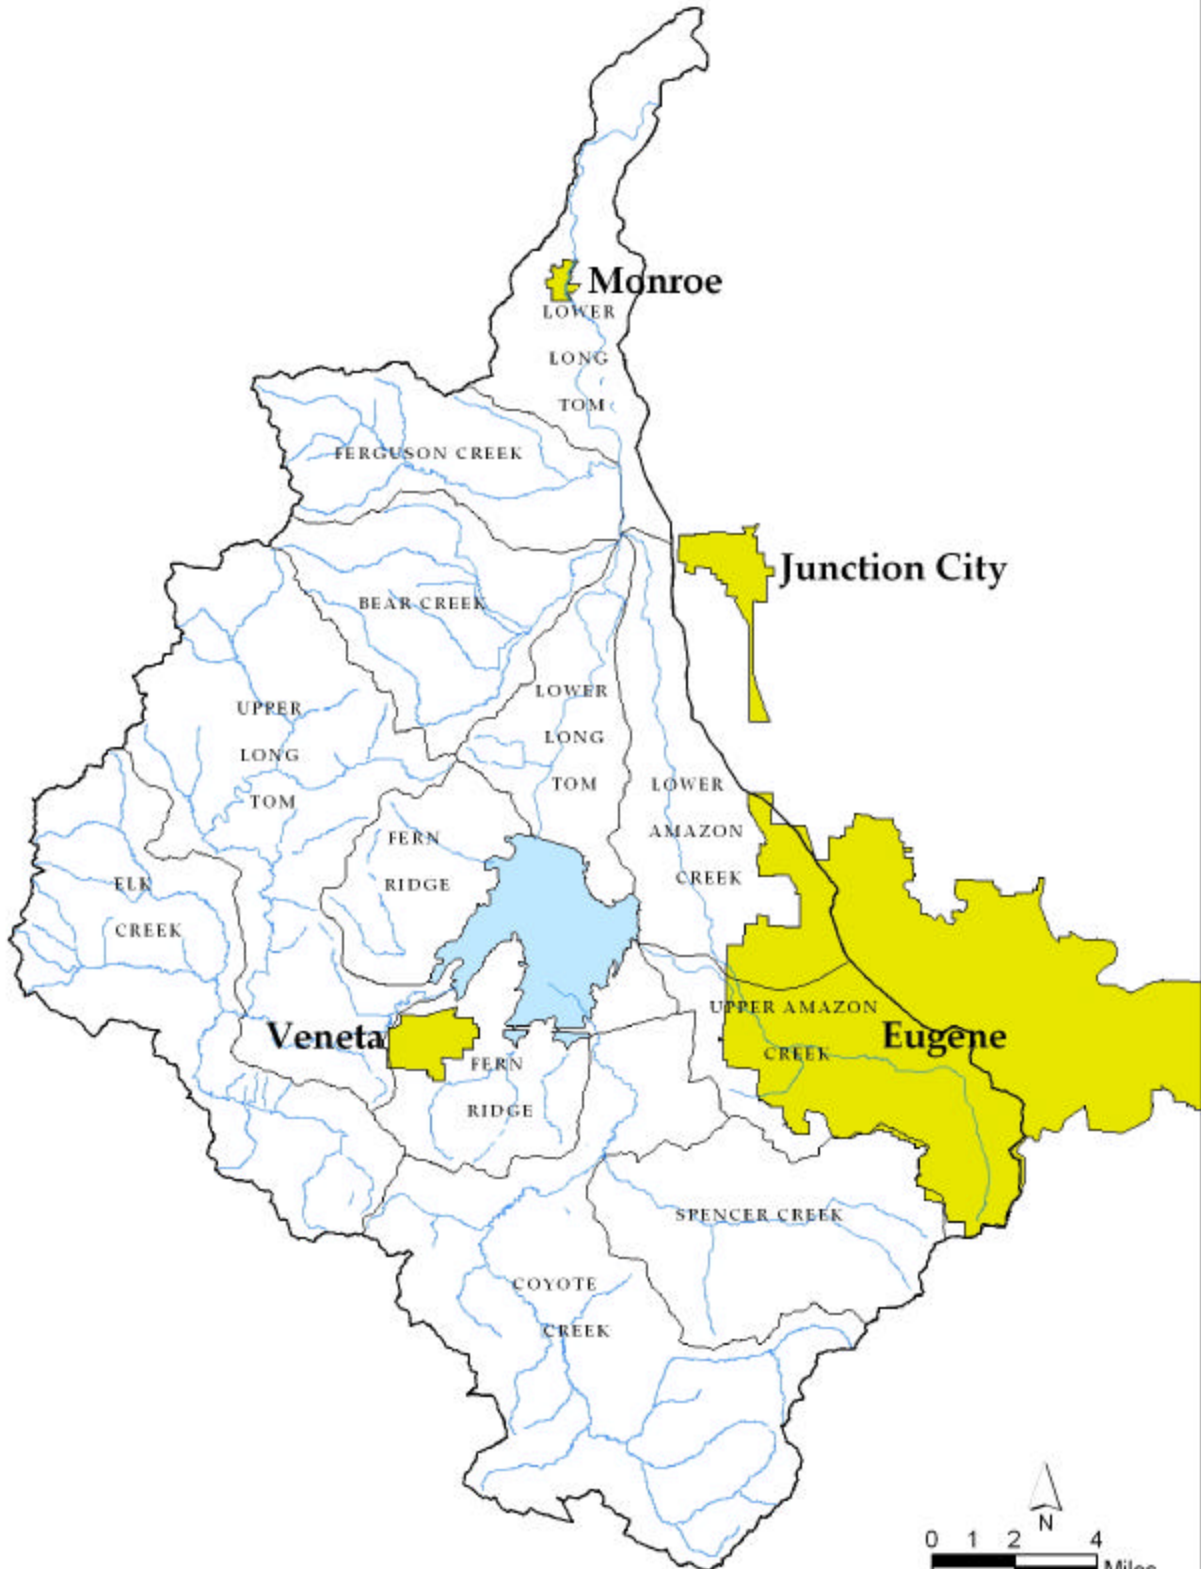 Monroe
LOWER
LONG
TOM
FERGUSON CREEK
Junction City
BEAR CREEK
UPPER
LONG
TOM
LOWER
LONG
TOM
LOWER
AMAZON
CREEK
FERN
RIDGE
ELK
CREEK
UPPER AMAZON
CREEK
Eugene
Veneta
FERN
RIDGE
SPENCER CREEK
COYOTE
CREEK
N
0 1 2 4
Miles